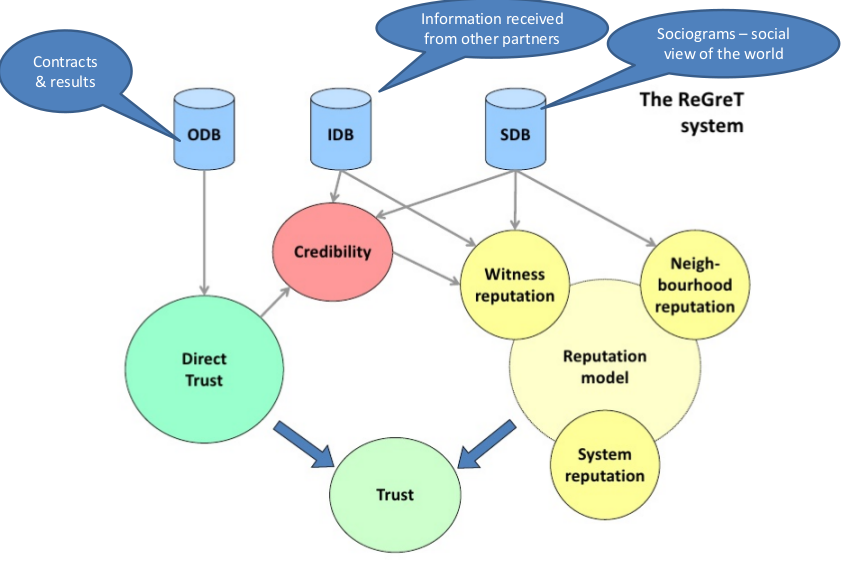 Information received
from other partners
Sociograms – social
view of the world
Contracts
& results
The ReGreT
system
ODB
IDB
SDB
Credibility
Witness
reputation
Neigh-
bourhood
reputation
Direct
Trust
Reputation
model
System
reputation
Trust